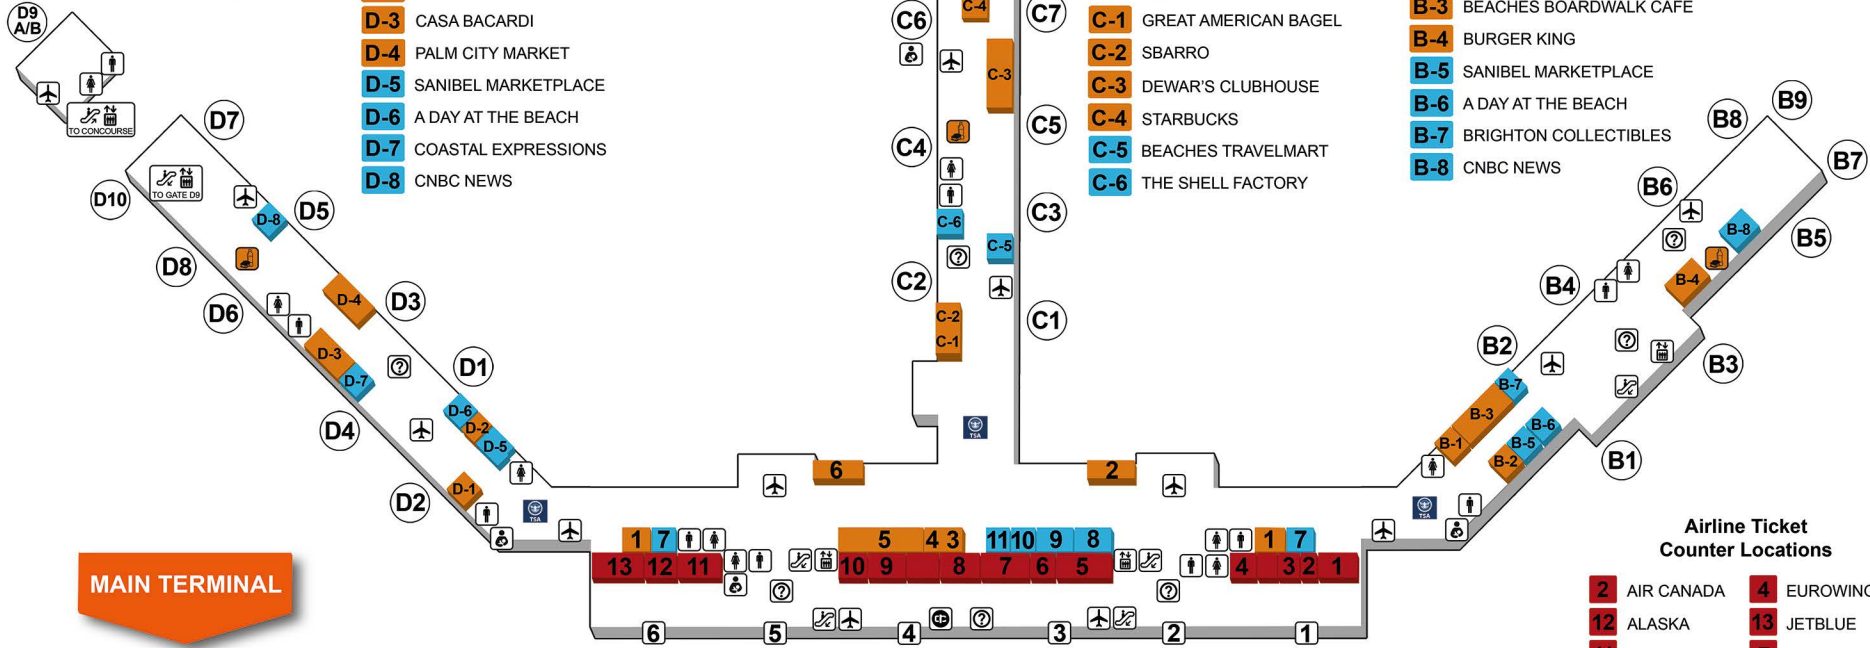 D9
A/B
TO CONCOURSE
D7
TO GATE D9
D10
D5
D-8
D8
D-4
D3
D6
D-3
D-7
D1
D4
D-6
D-2
D-5
D-1
D2
TSA
D-3 CASA BACARDI
D-4 PALM CITY MARKET
D-5 SANIBEL MARKETPLACE
D-6 A DAY AT THE BEACH
D-7 COASTAL EXPRESSIONS
D-8 CNBC NEWS
C6
C-4
C7
C-3
C4
C5
C-6
C-5
C3
C2
C-2
C-1
C1
TSA
C-1 GREAT AMERICAN BAGEL
C-2 SBARRO
C-3 DEWAR'S CLUBHOUSE
C-4 STARBUCKS
C-5 BEACHES TRAVELMART
C-6 THE SHELL FACTORY
B-3 BEACHES BOARDWALK CAFE
B-4 BURGER KING
B-5 SANIBEL MARKETPLACE
B-6 A DAY AT THE BEACH
B-7 BRIGHTON COLLECTIBLES
B-8 CNBC NEWS
B9
B8
B7
B6
B-8
B5
B4
B-4
B2
B3
B-7
B-3
B-6
B-1
B-5
B-2
B1
TSA
6
2
1 7
5 4 3
11 10 9 8
1 7
13 12 11
10 9 8 7 6 5
4 3 2 1
6 5 4 3 2 1
MAIN TERMINAL
Airline Ticket
Counter Locations
2 AIR CANADA
4 EUROWING
12 ALASKA
13 JETBLUE